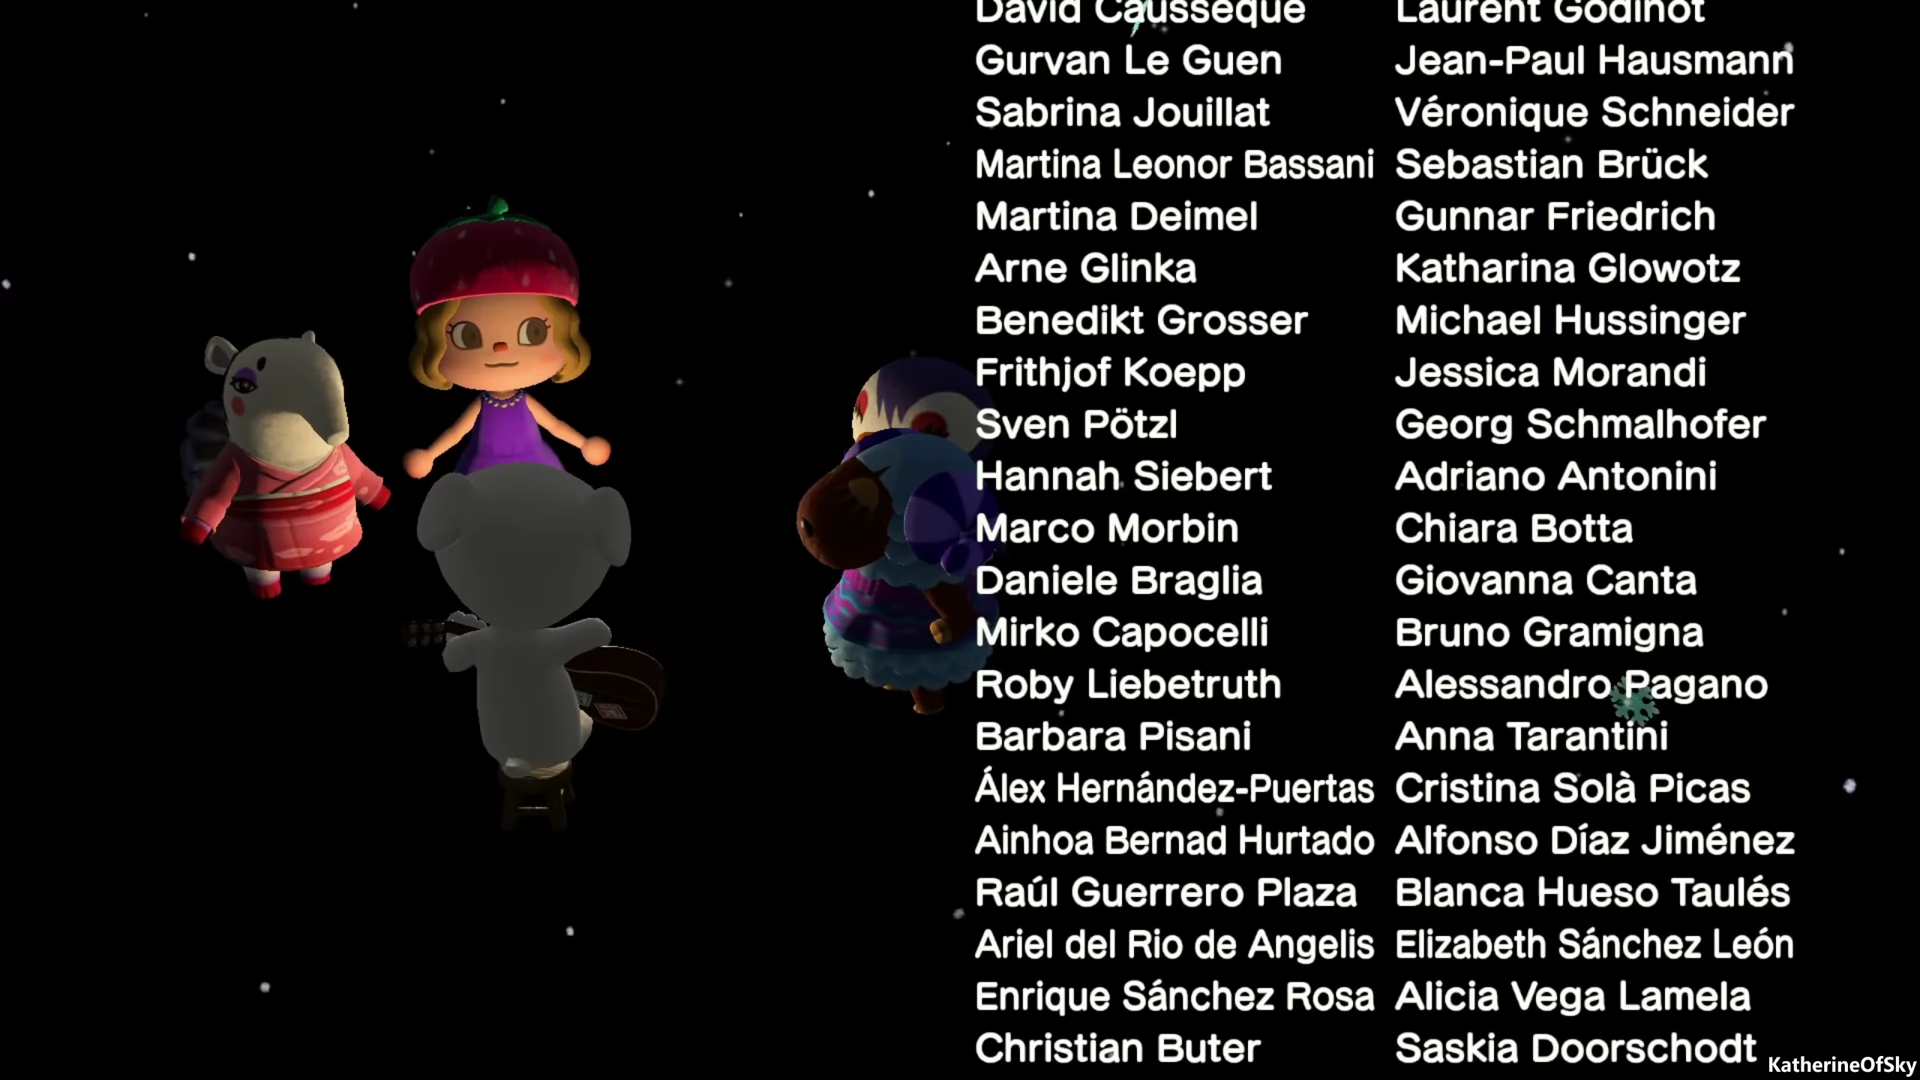 David Causseque Laurent Godinot
Gurvan Le Guen Jean-Paul Hausmann
Sabrina Jouillat Véronique Schneider
Martina Leonor Bassani Sebastian Brück
Martina Deimel Gunnar Friedrich
Arne Glinka Katharina Glowotz
Benedikt Grosser Michael Hussinger
Frithjof Koepp Jessica Morandi
Sven Pötzl Georg Schmalhofer
Hannah Siebert Adriano Antonini
Marco Morbin Chiara Botta
Daniele Braglia Giovanna Canta
Mirko Capocelli Bruno Gramigna
Roby Liebetruth Alessandro Pagano
Barbara Pisani Anna Tarantini
Álex Hernández-Puertas Cristina Solà Picas
Ainhoa Bernad Hurtado Alfonso Díaz Jiménez
Raúl Guerrero Plaza Blanca Hueso Taulés
Ariel del Rio de Angelis Elizabeth Sánchez León
Enrique Sánchez Rosa Alicia Vega Lamela
Christian Buter Saskia Doorschodt
KatherineOfSky